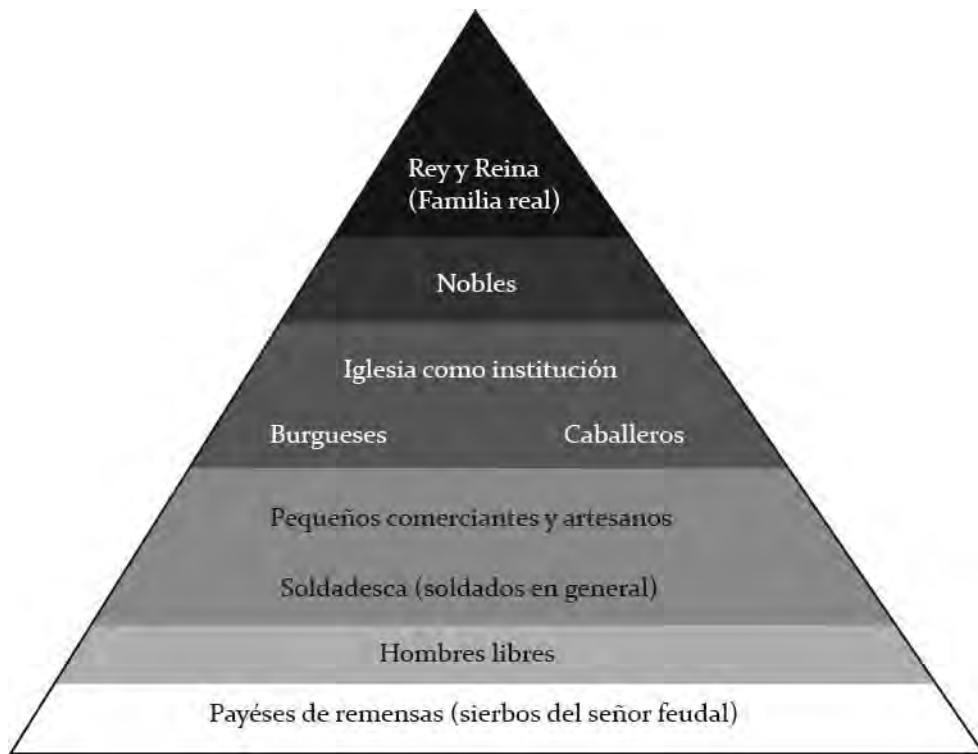 Rey y Reina
(Familia real)
Nobles
Iglesia como institución
Burgueses Caballeros
Pequeños comerciantes y artesanos
Soldadesca (soldados en general)
Hombres libres
Payéses de remensas (sierbos del señor feudal)